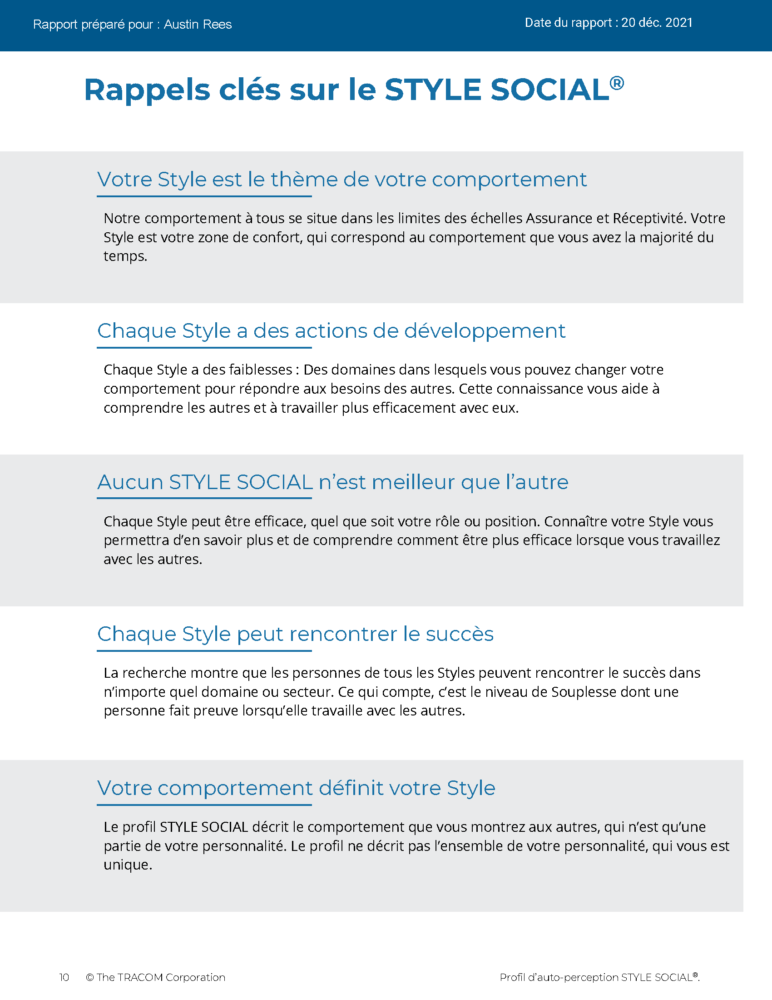 Rapport préparé pour : Austin Rees
Date du rapport : 20 déc. 2021
Rappels clés sur le STYLE SOCIAL®
Votre Style est le thème de votre comportement
Notre comportement à tous se situe dans les limites des échelles Assurance et Réceptivité. Votre
Style est votre zone de confort, qui correspond au comportement que vous avez la majorité du
temps.
Chaque Style a des actions de développement
Chaque Style a des faiblesses : Des domaines dans lesquels vous pouvez changer votre
comportement pour répondre aux besoins des autres. Cette connaissance vous aide à
comprendre les autres et à travailler plus efficacement avec eux.
Aucun STYLE SOCIAL n’est meilleur que l’autre
Chaque Style peut être efficace, quel que soit votre rôle ou position. Connaître votre Style vous
permettra d’en savoir plus et de comprendre comment être plus efficace lorsque vous travaillez
avec les autres.
Chaque Style peut rencontrer le succès
La recherche montre que les personnes de tous les Styles peuvent rencontrer le succès dans
n’importe quel domaine ou secteur. Ce qui compte, c’est le niveau de Souplesse dont une
personne fait preuve lorsqu’elle travaille avec les autres.
Votre comportement définit votre Style
Le profil STYLE SOCIAL décrit le comportement que vous montrez aux autres, qui n’est qu’une
partie de votre personnalité. Le profil ne décrit pas l’ensemble de votre personnalité, qui vous est
unique.
10 © The TRACOM Corporation
Profil d’auto-perception STYLE SOCIAL®.